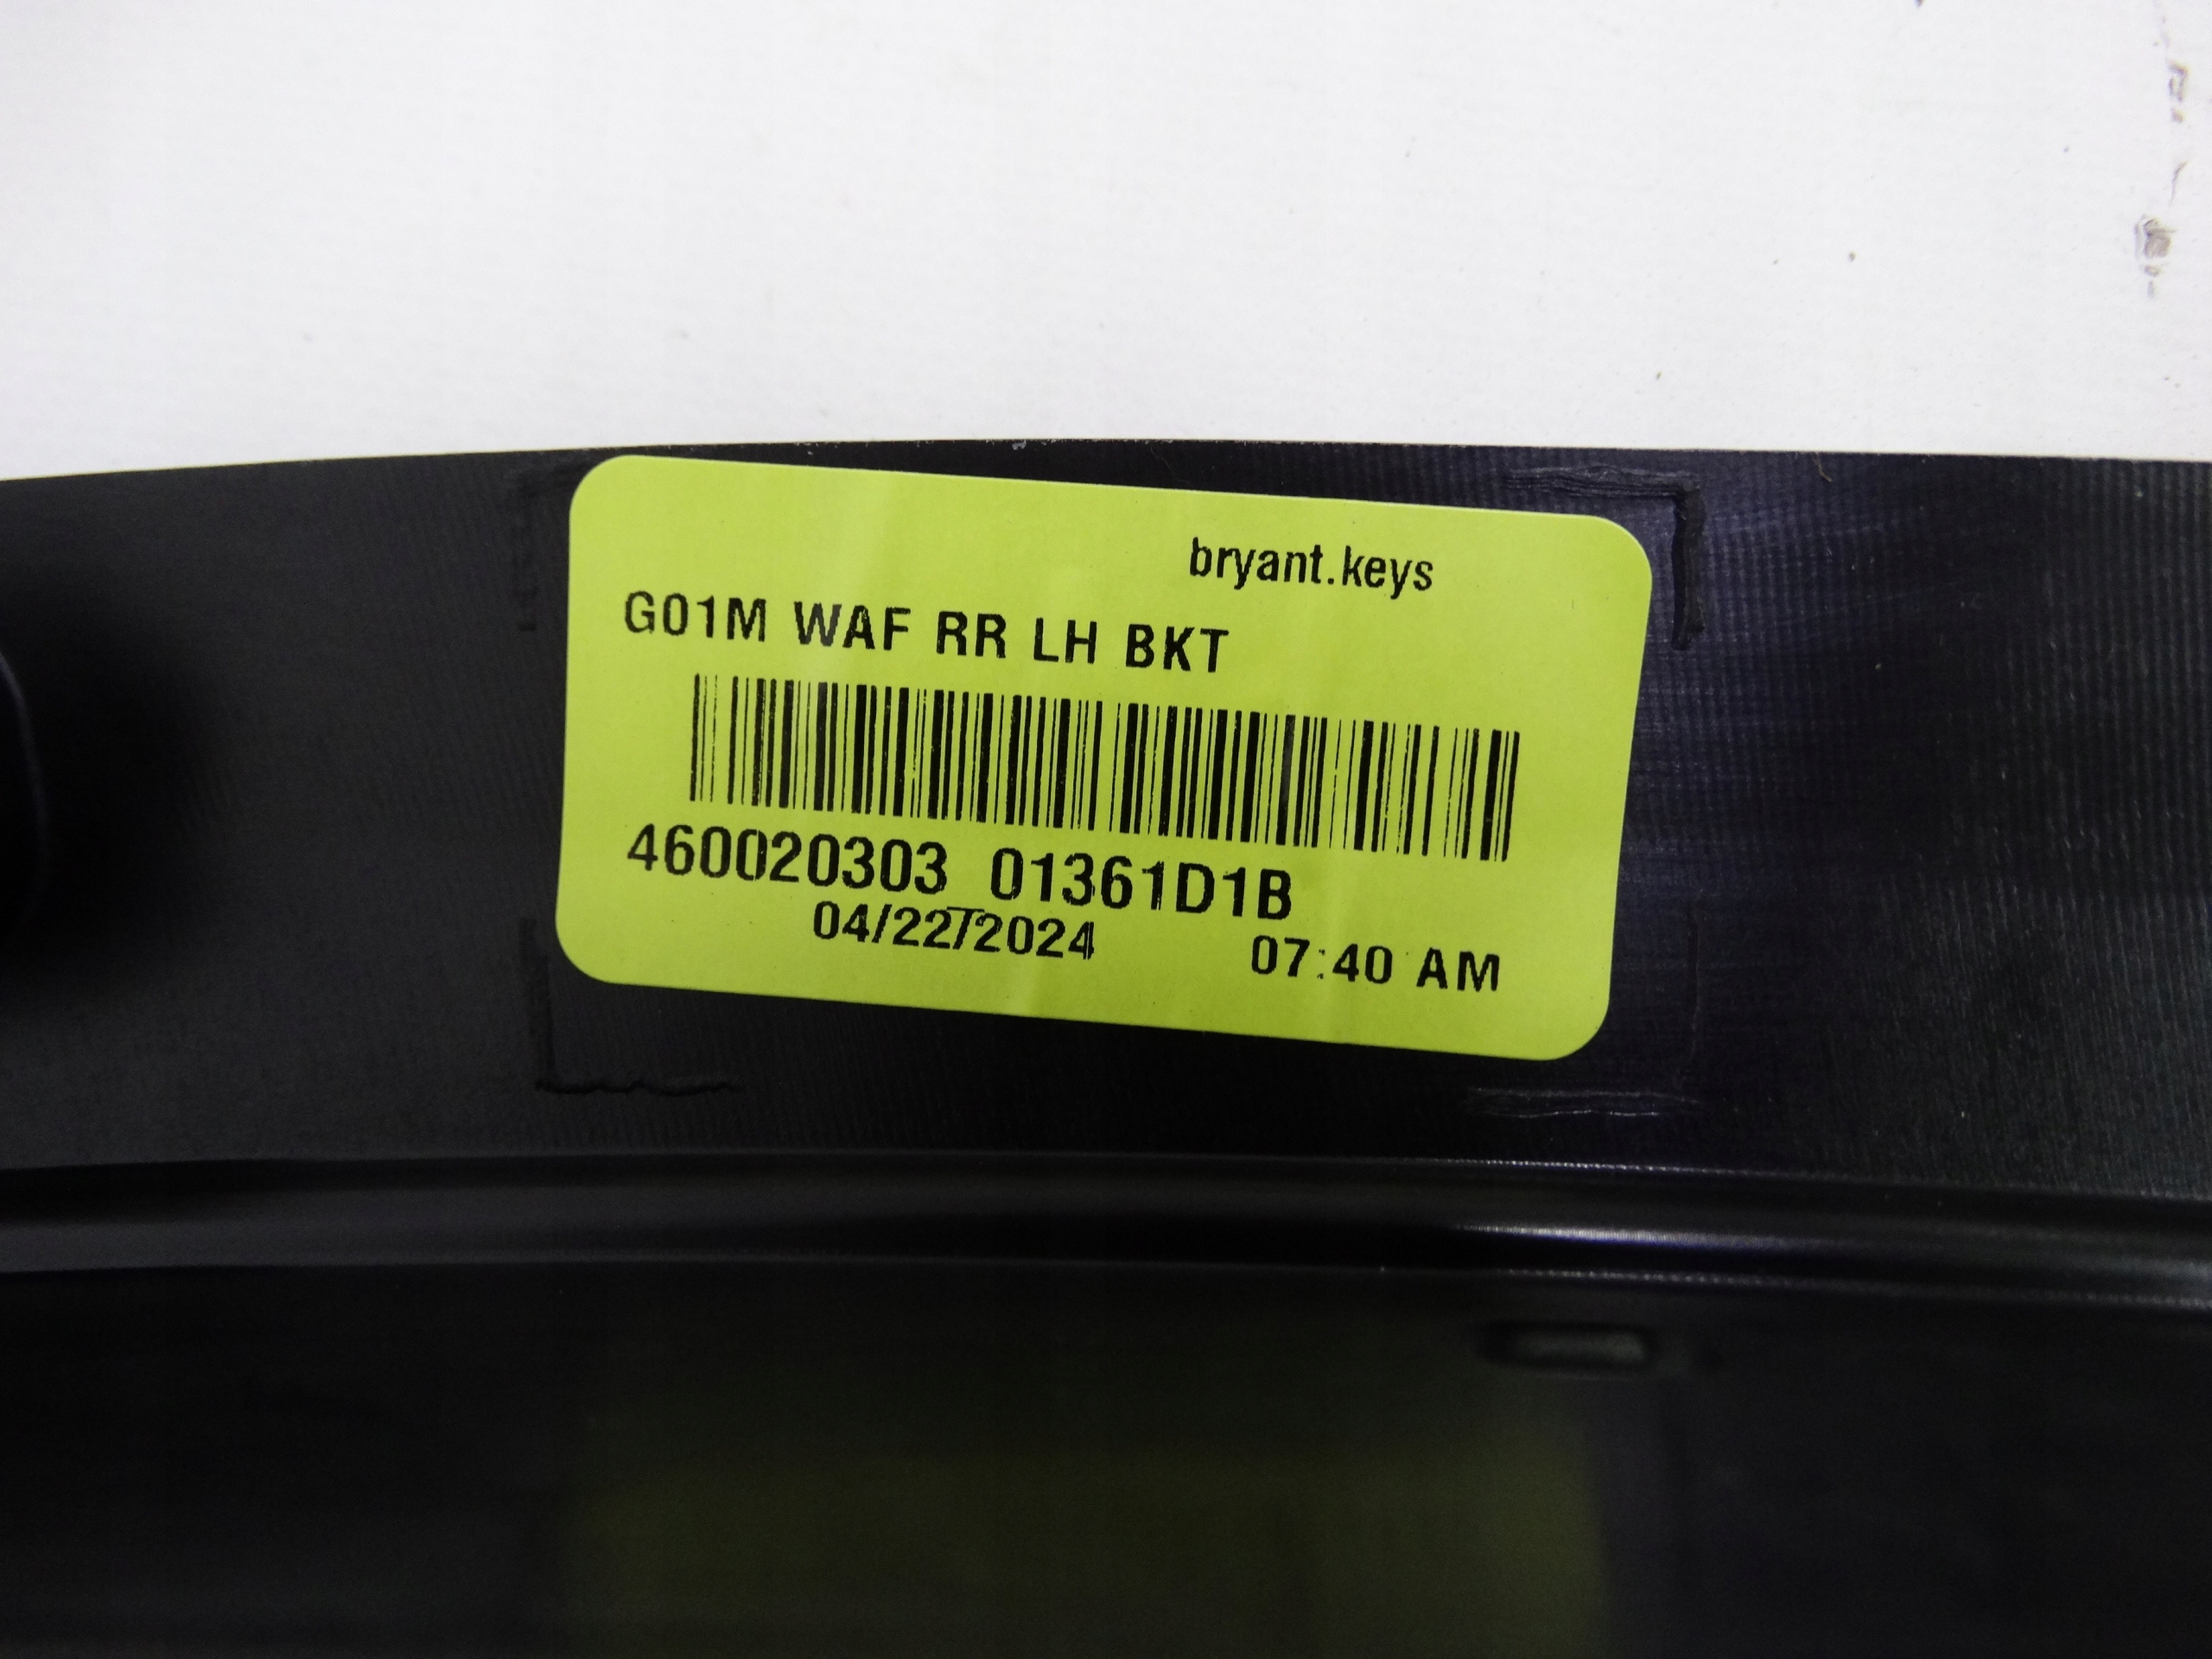 bryant.keys
G01M WAF RR LH BKT
460020303 01361D1B
04/22/2024 07:40 AM